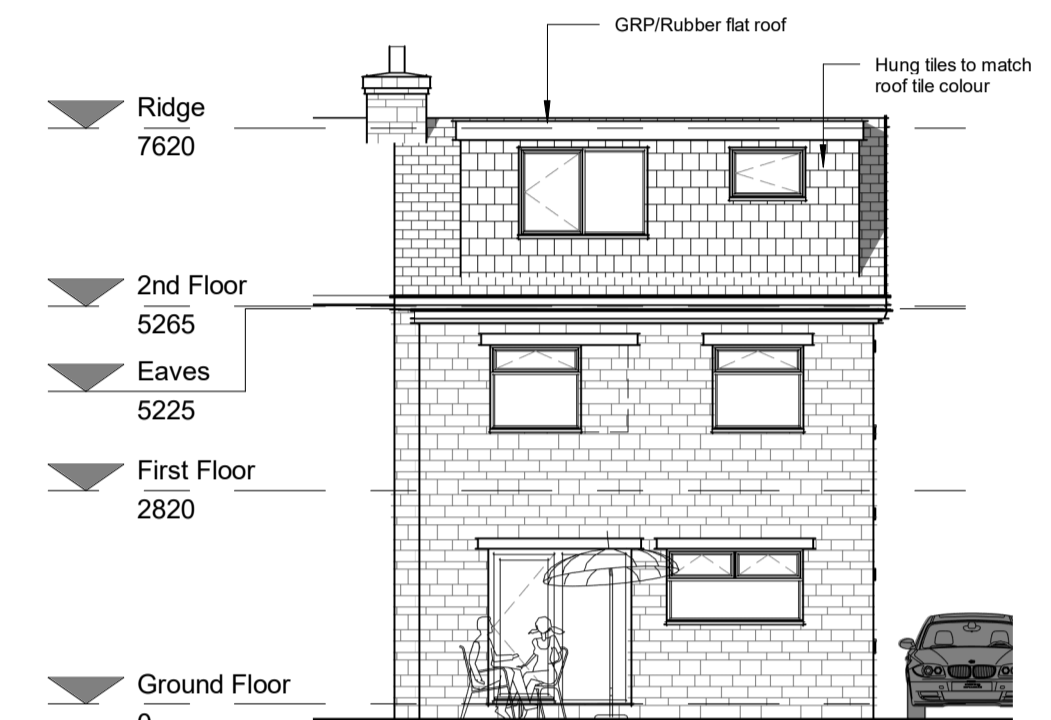 GRP/Rubber flat roof
Hung tiles to match
roof tile colour
Ridge
7620
2nd Floor
5265
Eaves
5225
First Floor
2820
Ground Floor
0